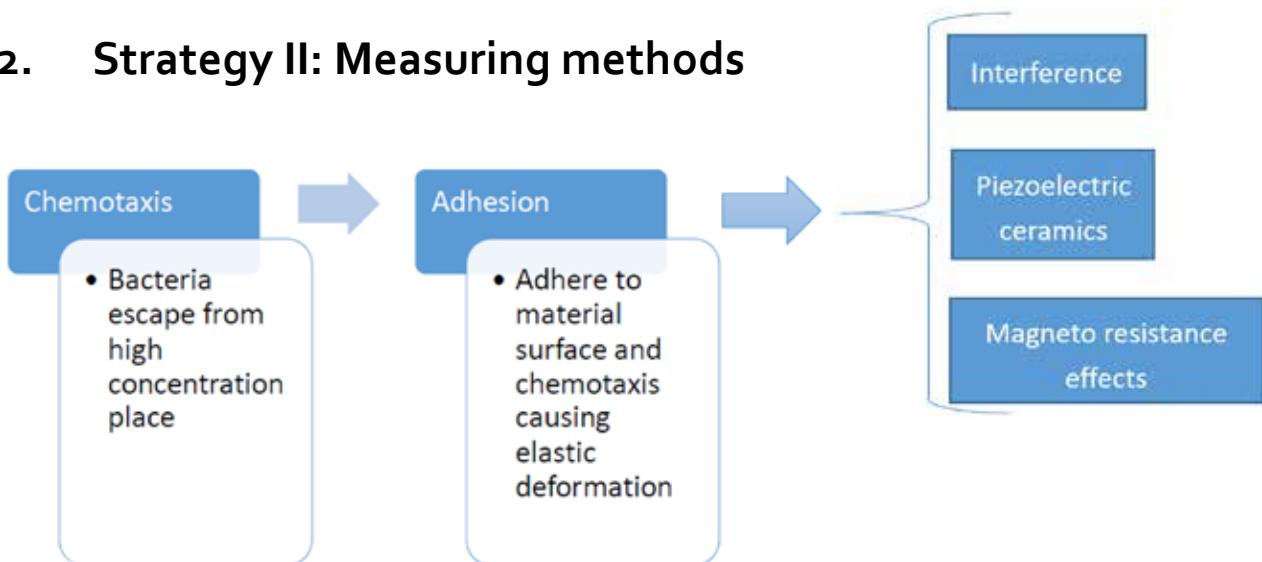 2. Strategy II: Measuring methods
Chemotaxis
• Bacteria
escape from
high
concentration
place
Adhesion
• Adhere to
material
surface and
chemotaxis
causing
elastic
deformation
Interference
Piezoelectric
ceramics
Magneto resistance
effects